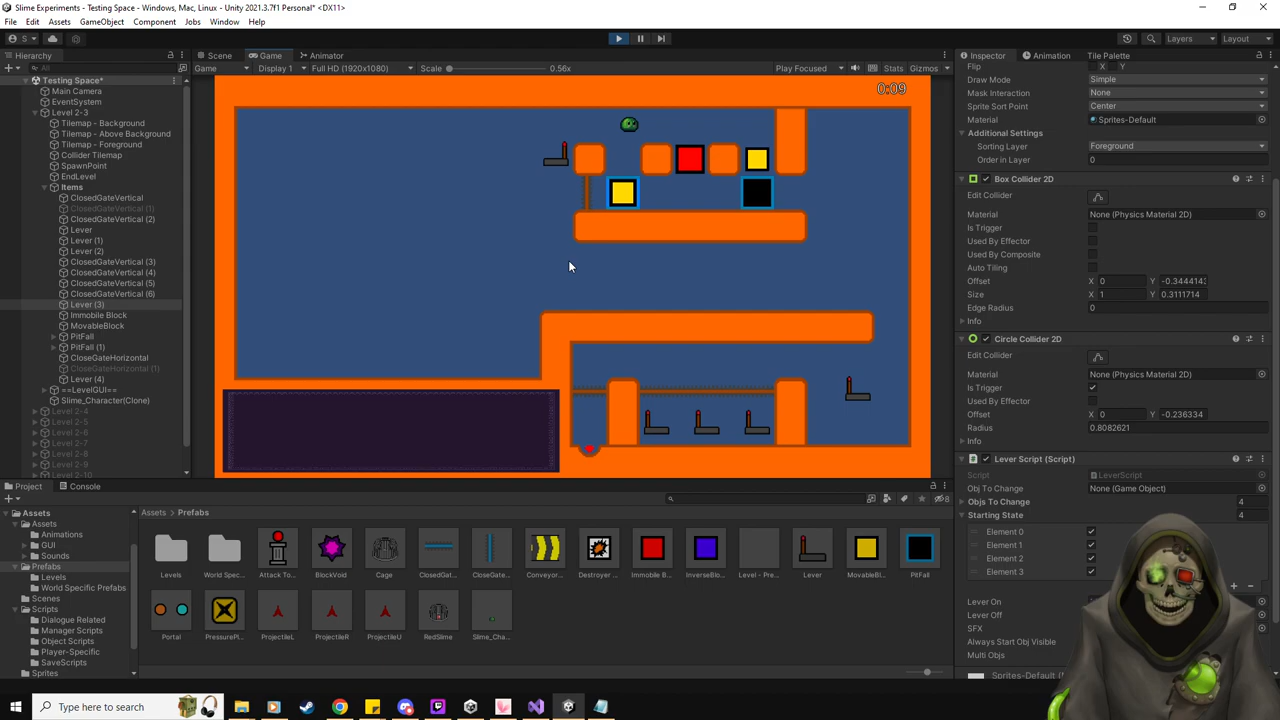 Slime Experiments - Testing Space - Windows, Mac, Linux - Unity 2021.3.7f1 Personal* <DX11>
File Edit Assets GameObject Component Jobs Window Help
S Layers Layout
Hierarchy Scene Game Animator Inspector Animation Tile Palette
All Game Display 1 Full HD (1920x1080) Scale 0.56x Play Focused Stats Gizmos
Testing Space*
Main Camera
EventSystem
Level 2-3
Tilemap - Background
Tilemap - Above Background
Tilemap - Foreground
Collider Tilemap
SpawnPoint
EndLevel
Items
ClosedGateVertical
ClosedGateVertical (1)
ClosedGateVertical (2)
Lever
Lever (1)
Lever (2)
ClosedGateVertical (3)
ClosedGateVertical (4)
ClosedGateVertical (5)
ClosedGateVertical (6)
Lever (3)
Immobile Block
MovableBlock
PitFall
PitFall (1)
CloseGateHorizontal
CloseGateHorizontal (1)
Lever (4)
==LevelGUI==
Slime_Character(Clone)
Level 2-4
Level 2-5
Level 2-6
Level 2-7
Level 2-8
Level 2-9
Level 2-10
0:09
Flip X Y
Draw Mode Simple
Mask Interaction None
Sprite Sort Point Center
Material Sprites-Default
Additional Settings
Sorting Layer Foreground
Order in Layer 0
Box Collider 2D
Edit Collider
Material None (Physics Material 2D)
Is Trigger
Used By Effector
Used By Composite
Auto Tiling
Offset X 0 Y -0.344414
Size X 1 Y 0.3111714
Edge Radius 0
Info
Circle Collider 2D
Edit Collider
Material None (Physics Material 2D)
Is Trigger
Used By Effector
Offset X 0 Y -0.236334
Radius 0.8082621
Info
Lever Script (Script)
Script LeverScript
Obj To Change None (Game Object)
Objs To Change 4
Starting State 4
Element 0
Element 1
Element 2
Element 3
Lever On
Lever Off
SFX
Always Start Obj Visible
Multi Objs
Sprites-Default
Project Console
8
Assets
Assets
Animations
GUI
Sounds
Prefabs
Levels
World Specific Prefabs
Scenes
Scripts
Dialogue Related
Manager Scripts
Object Scripts
Player-Specific
SaveScripts
Sprites
Assets > Prefabs
Levels World Spec... Attack To... BlockVoid Cage ClosedGat... CloseGate... Conveyor... Destroyer ... Immobile B... InverseBlo... Level - Pre... Lever MovableBl... PitFall
Portal PressurePl... ProjectileL ProjectileR ProjectileU RedSlime Slime_Cha...
Type here to search